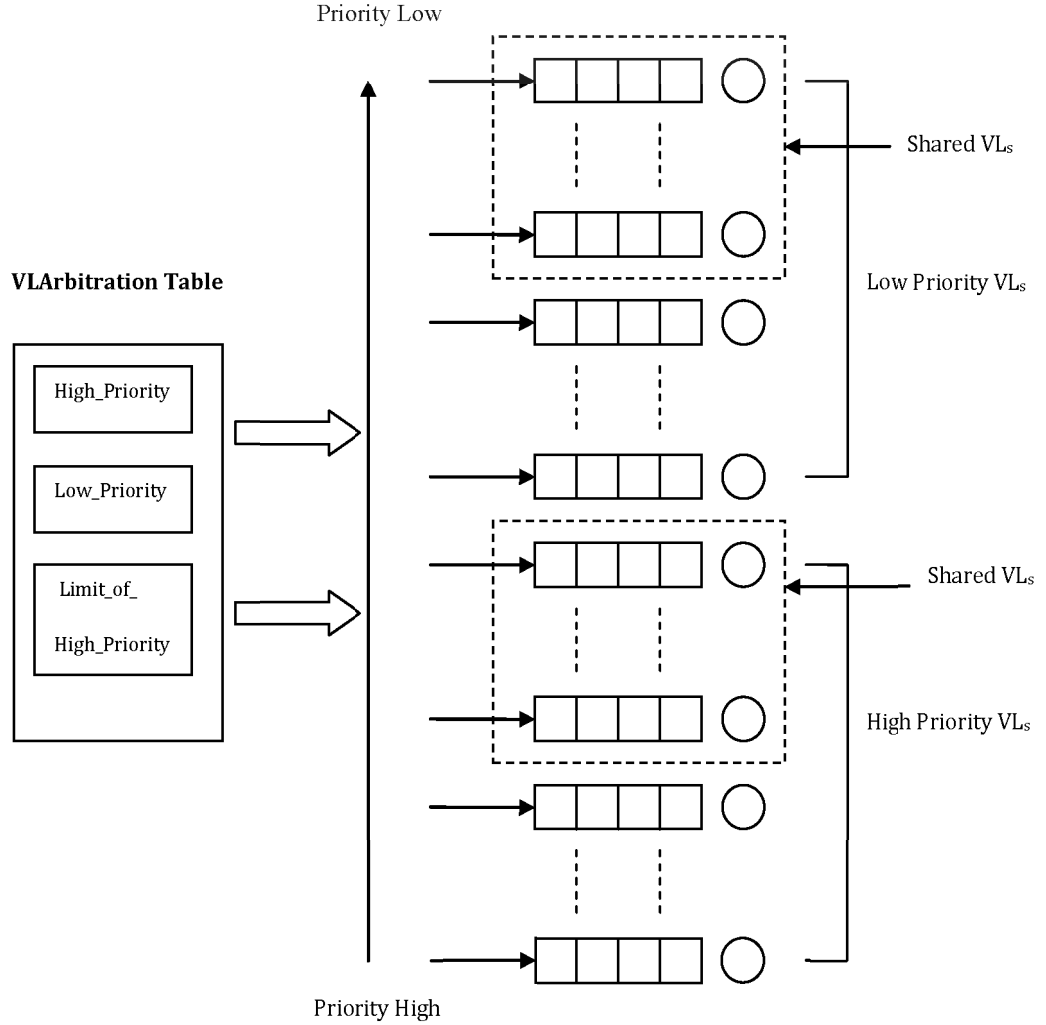 Priority Low
Shared VLs
VLArbitration Table
Low Priority VLs
High_Priority
Low_Priority
Limit_of_
High_Priority
Shared VLs
High Priority VLs
Priority High